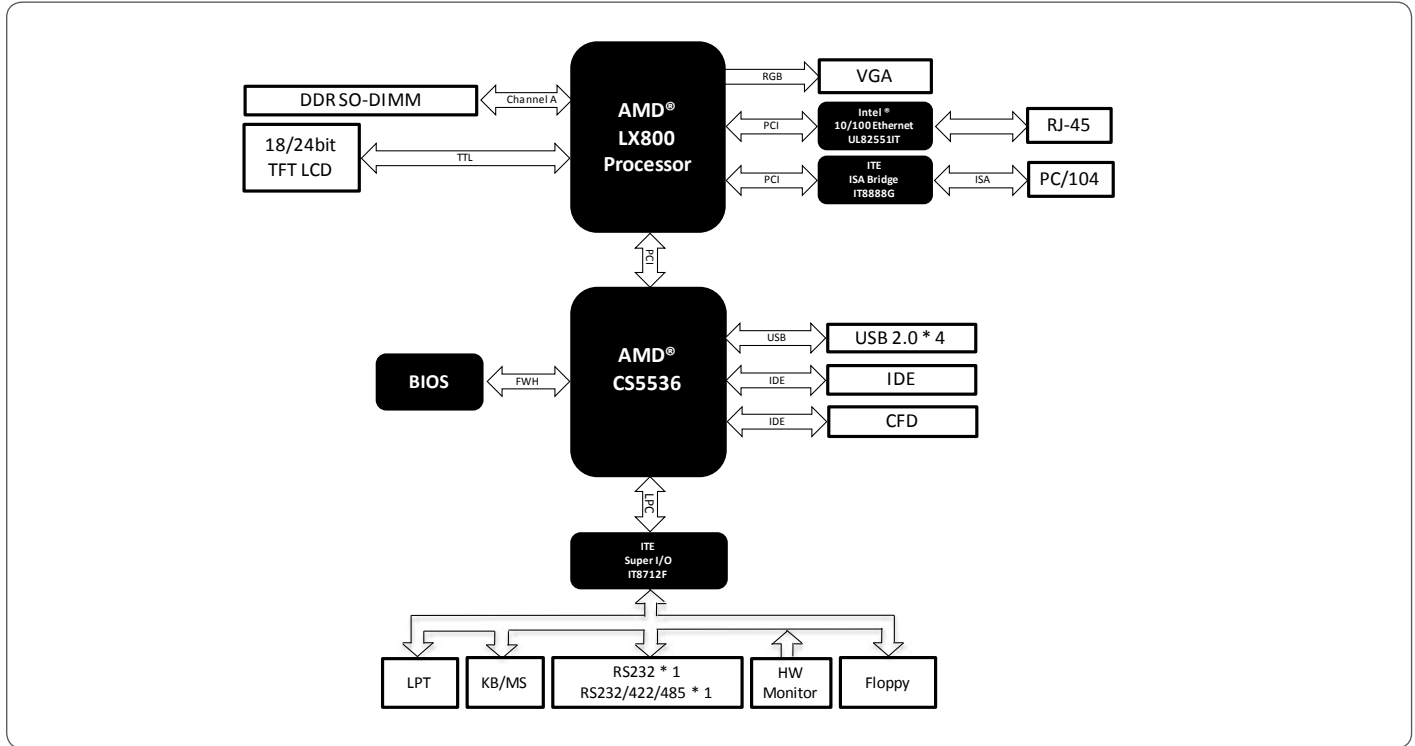 AMD®
LX800
Processor
DDR SO-DIMM
Channel A
18/24bit
TFT LCD
TTL
RGB
VGA
PCI
Intel ®
10/100 Ethernet
UL82551IT
RJ-45
PCI
ITE
ISA Bridge
IT8888G
ISA
PC/104
PCI
AMD®
CS5536
BIOS
FWH
USB
USB 2.0 * 4
IDE
IDE
IDE
CFD
LPC
ITE
Super I/O
IT8712F
LPT
KB/MS
RS232 * 1
RS232/422/485 * 1
HW
Monitor
Floppy